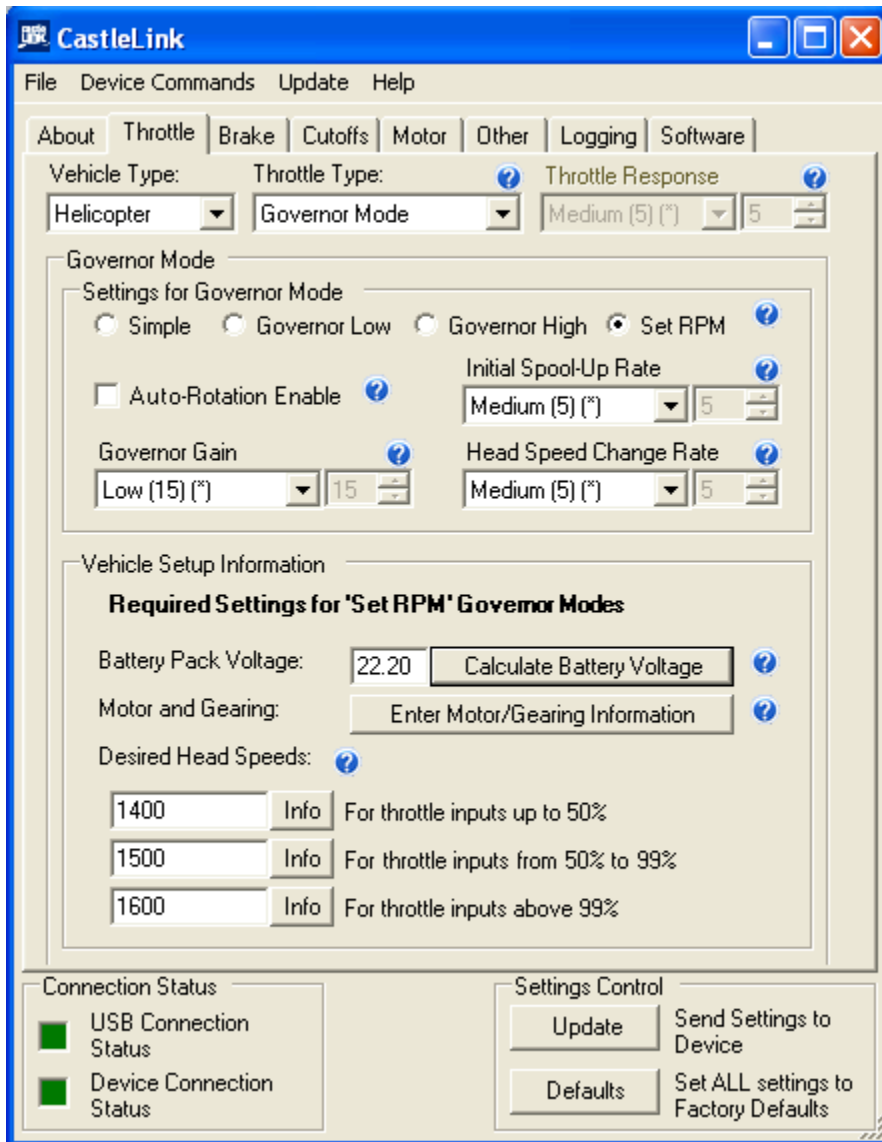 CastleLink
File Device Commands Update Help
About Throttle Brake Cutoffs Motor Other Logging Software
Vehicle Type: Throttle Type: ? Throttle Response ?
Helicopter Governor Mode Medium (5) (*) 5
Governor Mode
Settings for Governor Mode
Simple Governor Low Governor High Set RPM ?
Initial Spool-Up Rate ?
Auto-Rotation Enable ? Medium (5) (*) 5
Governor Gain ? Head Speed Change Rate ?
Low (15) (*) 15 Medium (5) (*) 5
Vehicle Setup Information
Required Settings for 'Set RPM' Governor Modes
Battery Pack Voltage: 22.20 Calculate Battery Voltage ?
Motor and Gearing: Enter Motor/Gearing Information ?
Desired Head Speeds: ?
1400 Info For throttle inputs up to 50%
1500 Info For throttle inputs from 50% to 99%
1600 Info For throttle inputs above 99%
Connection Status
USB Connection
Status
Device Connection
Status
Settings Control
Update Send Settings to
Device
Defaults Set ALL settings to
Factory Defaults